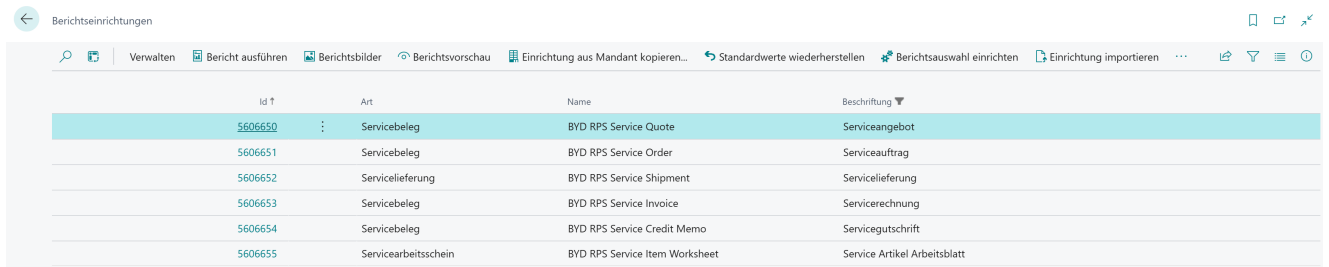 Berichtseinrichtungen
Verwalten Bericht ausführen Berichtsbilder Berichtsvorschau Einrichtung aus Mandant kopieren... Standardwerte wiederherstellen Berichtsauswahl einrichten Einrichtung importieren ...
Id ↑ Art Name Beschriftung
5606650 Servicebeleg BYD RPS Service Quote Serviceangebot
5606651 Servicebeleg BYD RPS Service Order Serviceauftrag
5606652 Servicelieferung BYD RPS Service Shipment Servicelieferung
5606653 Servicebeleg BYD RPS Service Invoice Servicerechnung
5606654 Servicebeleg BYD RPS Service Credit Memo Servicegutschrift
5606655 Servicearbeitsschein BYD RPS Service Item Worksheet Service Artikel Arbeitsblatt